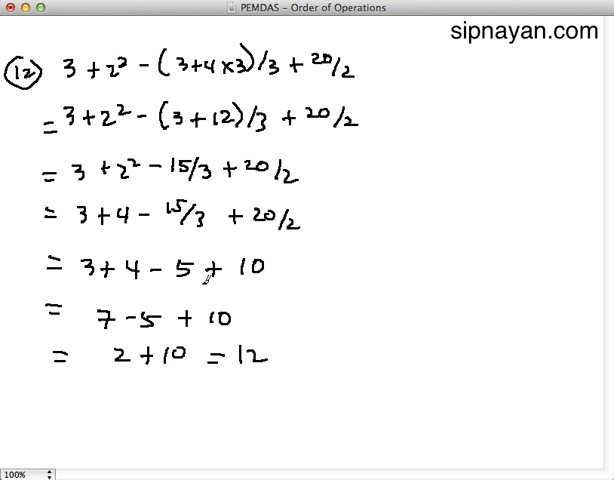 PEMDAS – Order of Operations
sipnayan.com
(12) 3 + 2² - (3+4×3)/3 + 20/2
= 3 + 2² - (3+12)/3 + 20/2
= 3 + 2² - 15/3 + 20/2
= 3 + 4 - 15/3 + 20/2
= 3 + 4 - 5 + 10
= 7 - 5 + 10
= 2 + 10 = 12
100%